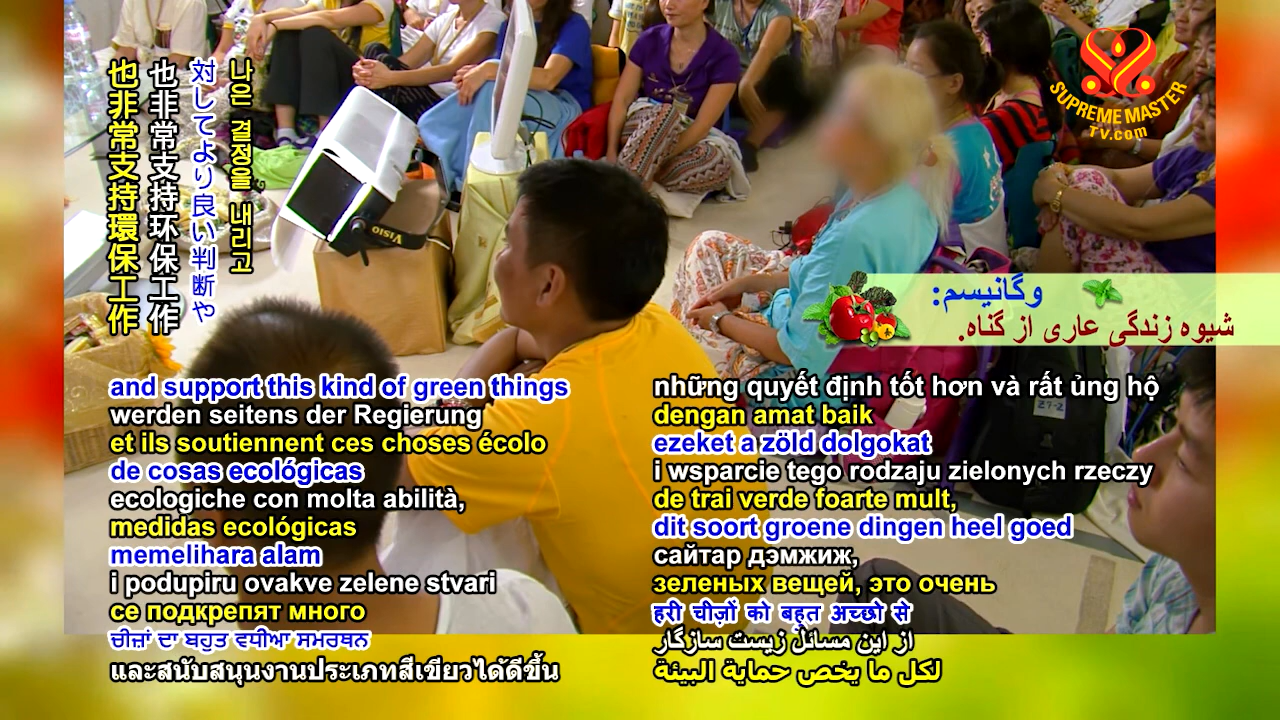 나은 결정을 내리고
対してより良い判断や
也非常支持环保工作
也非常支持環保工作
SUPREME MASTER
TV.com
VISIO
وگانیسم:
شیوه زندگی عاری از گناه.
27-2
and support this kind of green things
werden seitens der Regierung
et ils soutiennent ces choses écolo
de cosas ecológicas
ecologiche con molta abilità,
medidas ecológicas
memelihara alam
i podupiru ovakve zelene stvari
се подкрепят много
ਚੀਜ਼ਾਂ ਦਾ ਬਹੁਤ ਵਧੀਆ ਸਮਰਥਨ
และสนับสนุนงานประเภทสีเขียวได้ดีขึ้น
những quyết định tốt hơn và rất ủng hộ
dengan amat baik
ezeket a zöld dolgokat
i wsparcie tego rodzaju zielonych rzeczy
de trai verde foarte mult,
dit soort groene dingen heel goed
сайтар дэмжиж,
зеленых вещей, это очень
हरी चीज़ों को बहुत अच्छो से
از این مسائل زیست سازگار
لكل ما يخص حماية البيئة